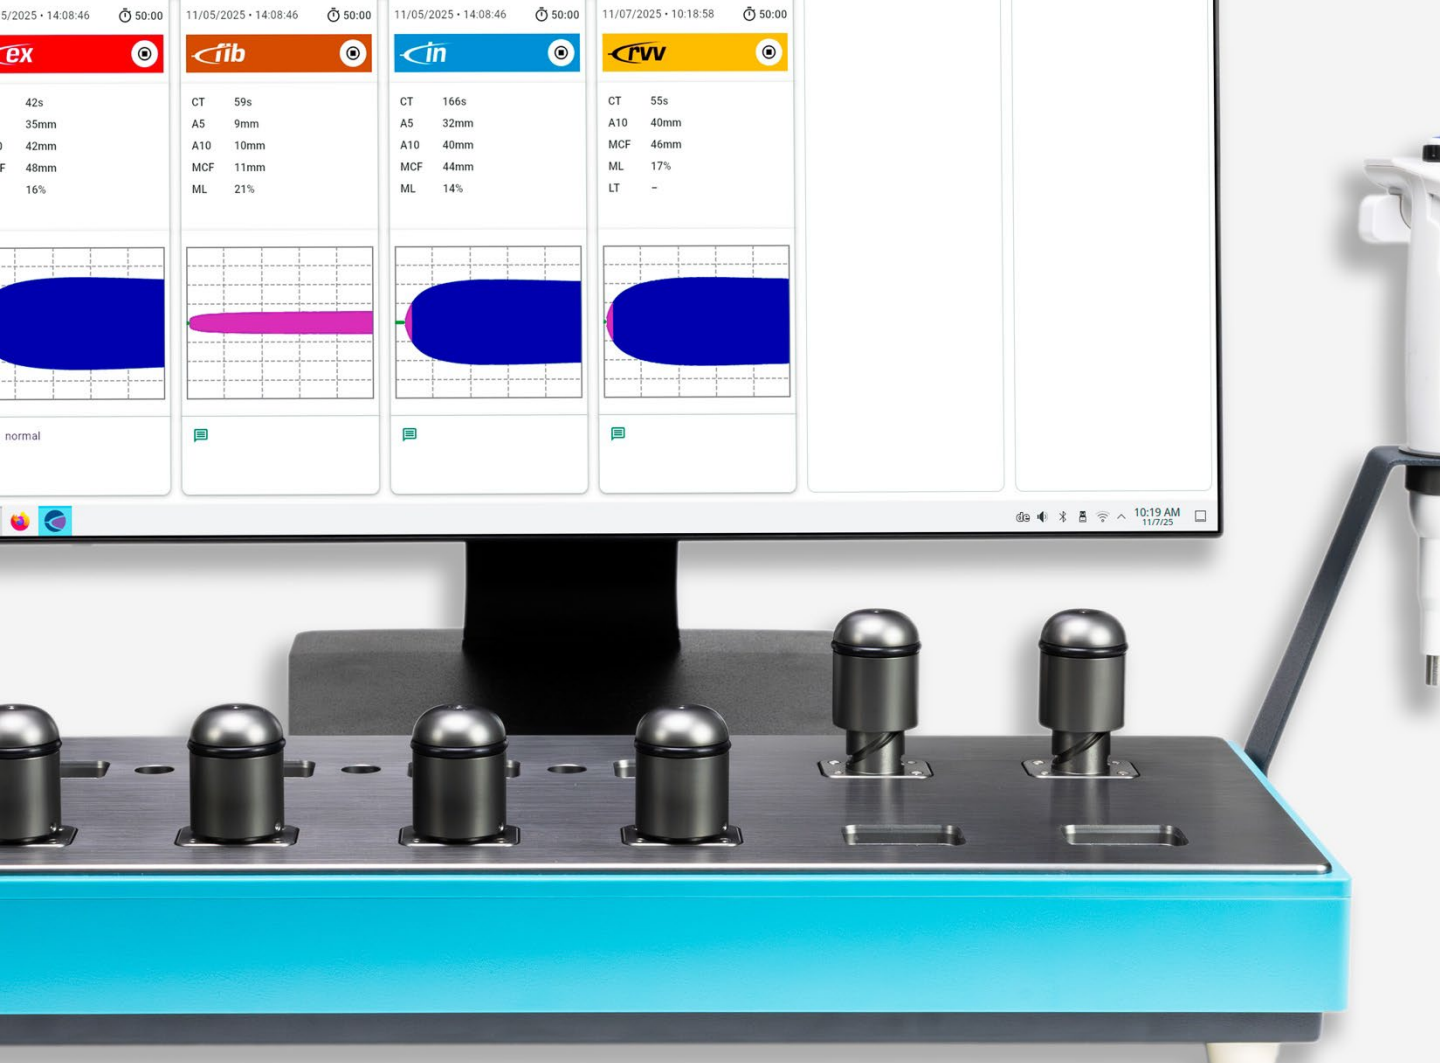 5/2025 • 14:08:46 50:00
ex
42s
35mm
0 42mm
F 48mm
16%
normal
11/05/2025 • 14:08:46 50:00
fib
CT 59s
A5 9mm
A10 10mm
MCF 11mm
ML 21%
11/05/2025 • 14:08:46 50:00
in
CT 166s
A5 32mm
A10 40mm
MCF 44mm
ML 14%
11/07/2025 • 10:18:58 50:00
rvv
CT 55s
A10 40mm
MCF 46mm
ML 17%
LT –
de 10:19 AM
11/7/25